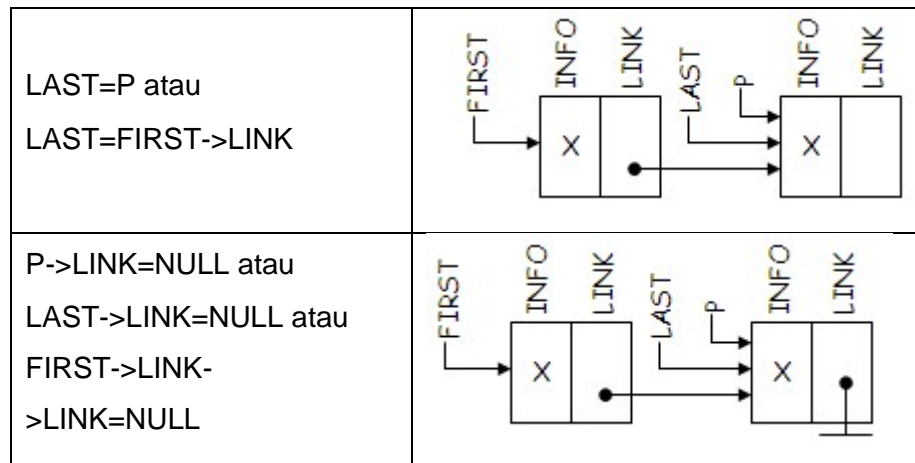 LAST=P atau
LAST=FIRST->LINK
FIRST
INFO
LINK
LAST
P
INFO
LINK
X
X
P->LINK=NULL atau
LAST->LINK=NULL atau
FIRST->LINK-
>LINK=NULL
FIRST
INFO
LINK
LAST
P
INFO
LINK
X
X